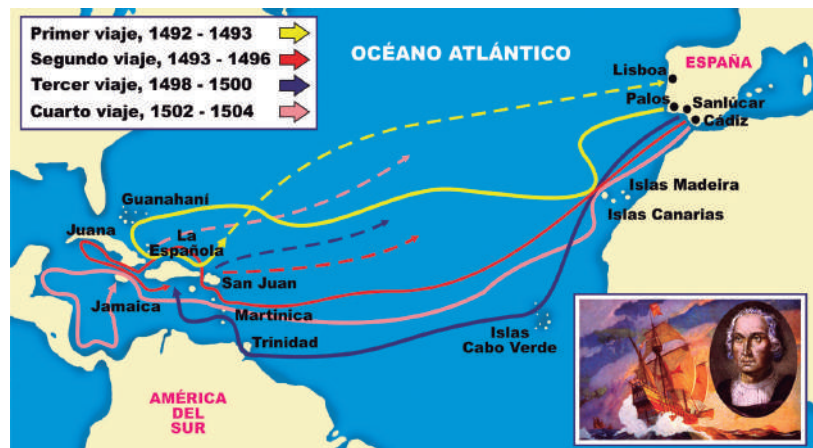 Primer viaje, 1492 - 1493
Segundo viaje, 1493 - 1496
Tercer viaje, 1498 - 1500
Cuarto viaje, 1502 - 1504
OCÉANO ATLÁNTICO
ESPAÑA
Lisboa
Palos
Sanlúcar
Cádiz
Guanahaní
Islas Madeira
Islas Canarias
Juana
La
Española
San Juan
Jamaica
Martinica
Islas
Cabo Verde
Trinidad
AMÉRICA
DEL
SUR